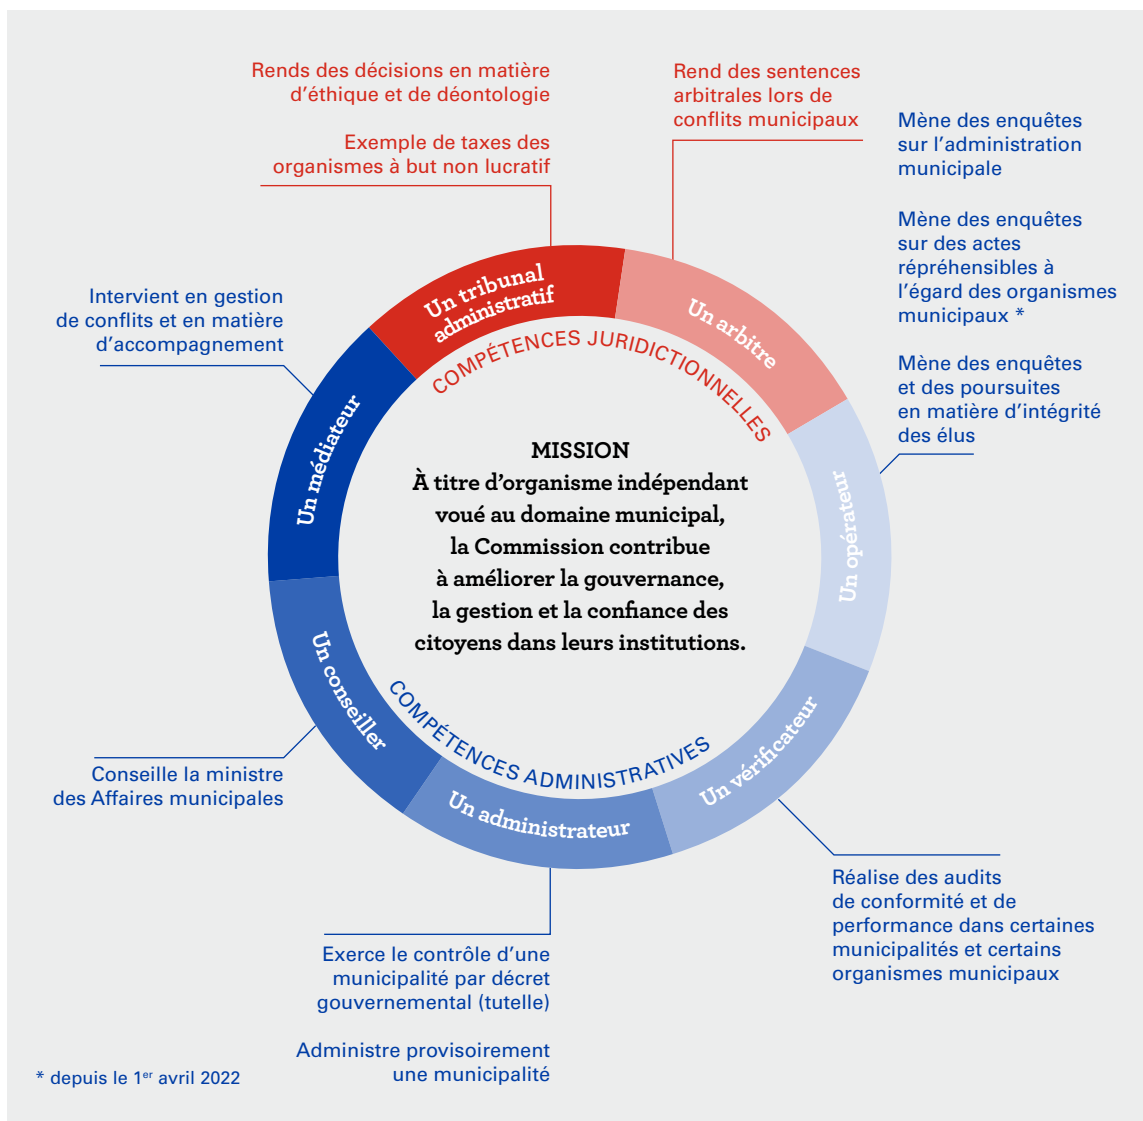 Rends des décisions en matière
d'éthique et de déontologie
Exemple de taxes des
organismes à but non lucratif
Rend des sentences
arbitrales lors de
conflits municipaux
Mène des enquêtes
sur l'administration
municipale
Mène des enquêtes
sur des actes
répréhensibles à
l'égard des organismes
municipaux *
Mène des enquêtes
et des poursuites
en matière d'intégrité
des élus
Intervient en gestion
de conflits et en matière
d'accompagnement
Un tribunal
administratif
Un arbitre
Un opérateur
Un vérificateur
Un administrateur
Un conseiller
Un médiateur
COMPÉTENCES JURIDICTIONNELLES
MISSION
À titre d'organisme indépendant
voué au domaine municipal,
la Commission contribue
à améliorer la gouvernance,
la gestion et la confiance des
citoyens dans leurs institutions.
COMPÉTENCES ADMINISTRATIVES
Conseille la ministre
des Affaires municipales
Réalise des audits
de conformité et de
performance dans certaines
municipalités et certains
organismes municipaux
Exerce le contrôle d'une
municipalité par décret
gouvernemental (tutelle)
Administre provisoirement
une municipalité
* depuis le 1er avril 2022